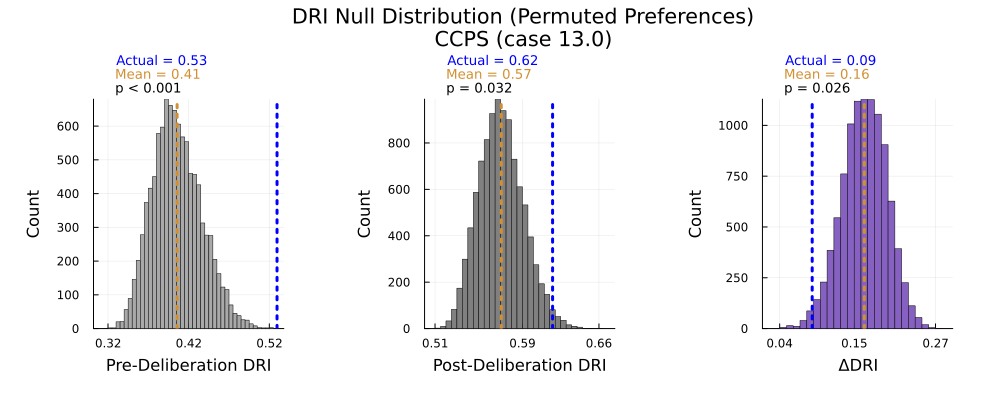 DRI Null Distribution (Permuted Preferences)
CCPS (case 13.0)
Actual = 0.53
Mean = 0.41
p < 0.001
Count
600
500
400
300
200
100
0
0.32
0.42
0.52
Pre-Deliberation DRI
Actual = 0.62
Mean = 0.57
p = 0.032
Count
800
600
400
200
0
0.51
0.59
0.66
Post-Deliberation DRI
Actual = 0.09
Mean = 0.16
p = 0.026
Count
1000
750
500
250
0
0.04
0.15
0.27
ΔDRI